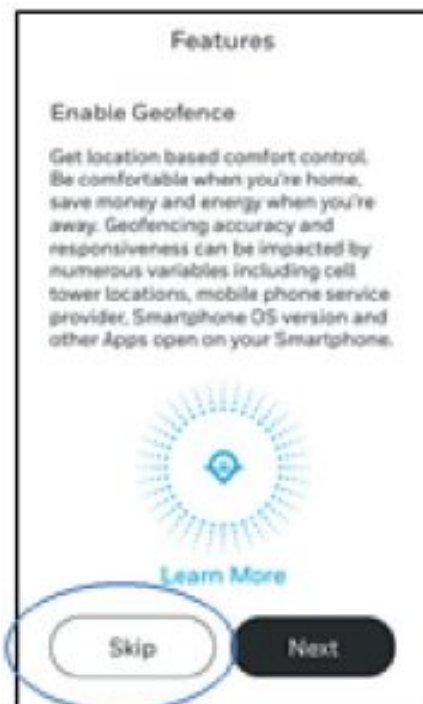 Features
Enable Geofence
Get location based comfort control.
Be comfortable when you're home,
save money and energy when you're
away. Geofencing accuracy and
responsiveness can be impacted by
numerous variables including cell
tower locations, mobile phone service
provider, Smartphone OS version and
other Apps open on your Smartphone.
Learn More
Skip
Next